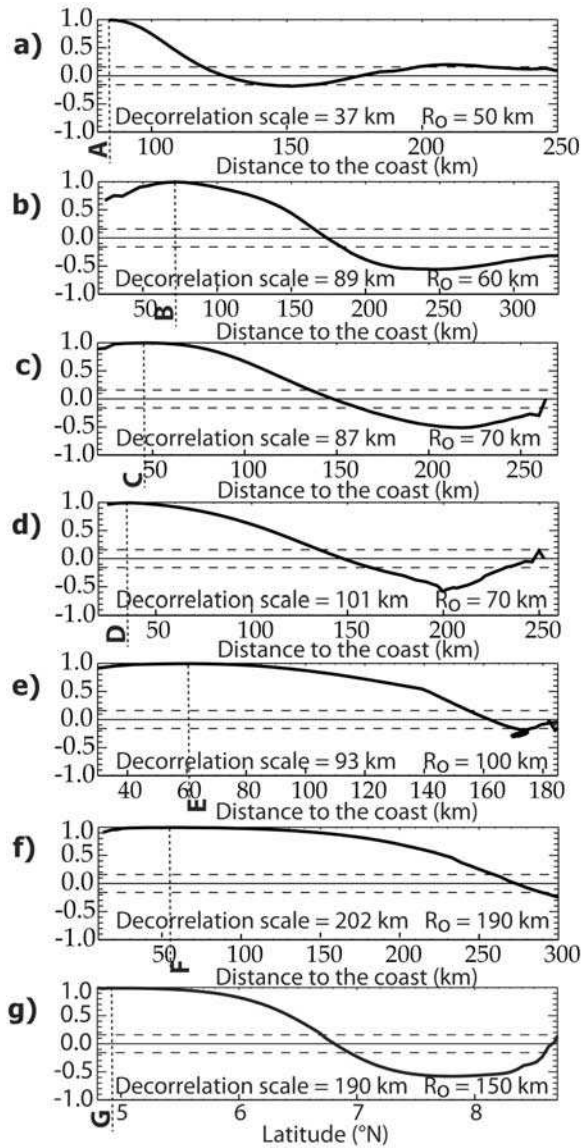 a)
1.0
0.5
0.0
-0.5
-1.0
Decorrelation scale = 37 km Ro = 50 km
A
100 150 200 250
Distance to the coast (km)
b)
1.0
0.5
0.0
-0.5
-1.0
Decorrelation scale = 89 km Ro = 60 km
B
50 100 150 200 250 300
Distance to the coast (km)
c)
1.0
0.5
0.0
-0.5
-1.0
Decorrelation scale = 87 km Ro = 70 km
C
50 100 150 200 250
Distance to the coast (km)
d)
1.0
0.5
0.0
-0.5
-1.0
Decorrelation scale = 101 km Ro = 70 km
D
50 100 150 200 250
Distance to the coast (km)
e)
1.0
0.5
0.0
-0.5
-1.0
Decorrelation scale = 93 km Ro = 100 km
E
40 60 80 100 120 140 160 180
Distance to the coast (km)
f)
1.0
0.5
0.0
-0.5
-1.0
Decorrelation scale = 202 km Ro = 190 km
F
50 100 150 200 250 300
Distance to the coast (km)
g)
1.0
0.5
0.0
-0.5
-1.0
Decorrelation scale = 190 km Ro = 150 km
G
5 6 7 8
Latitude (°N)